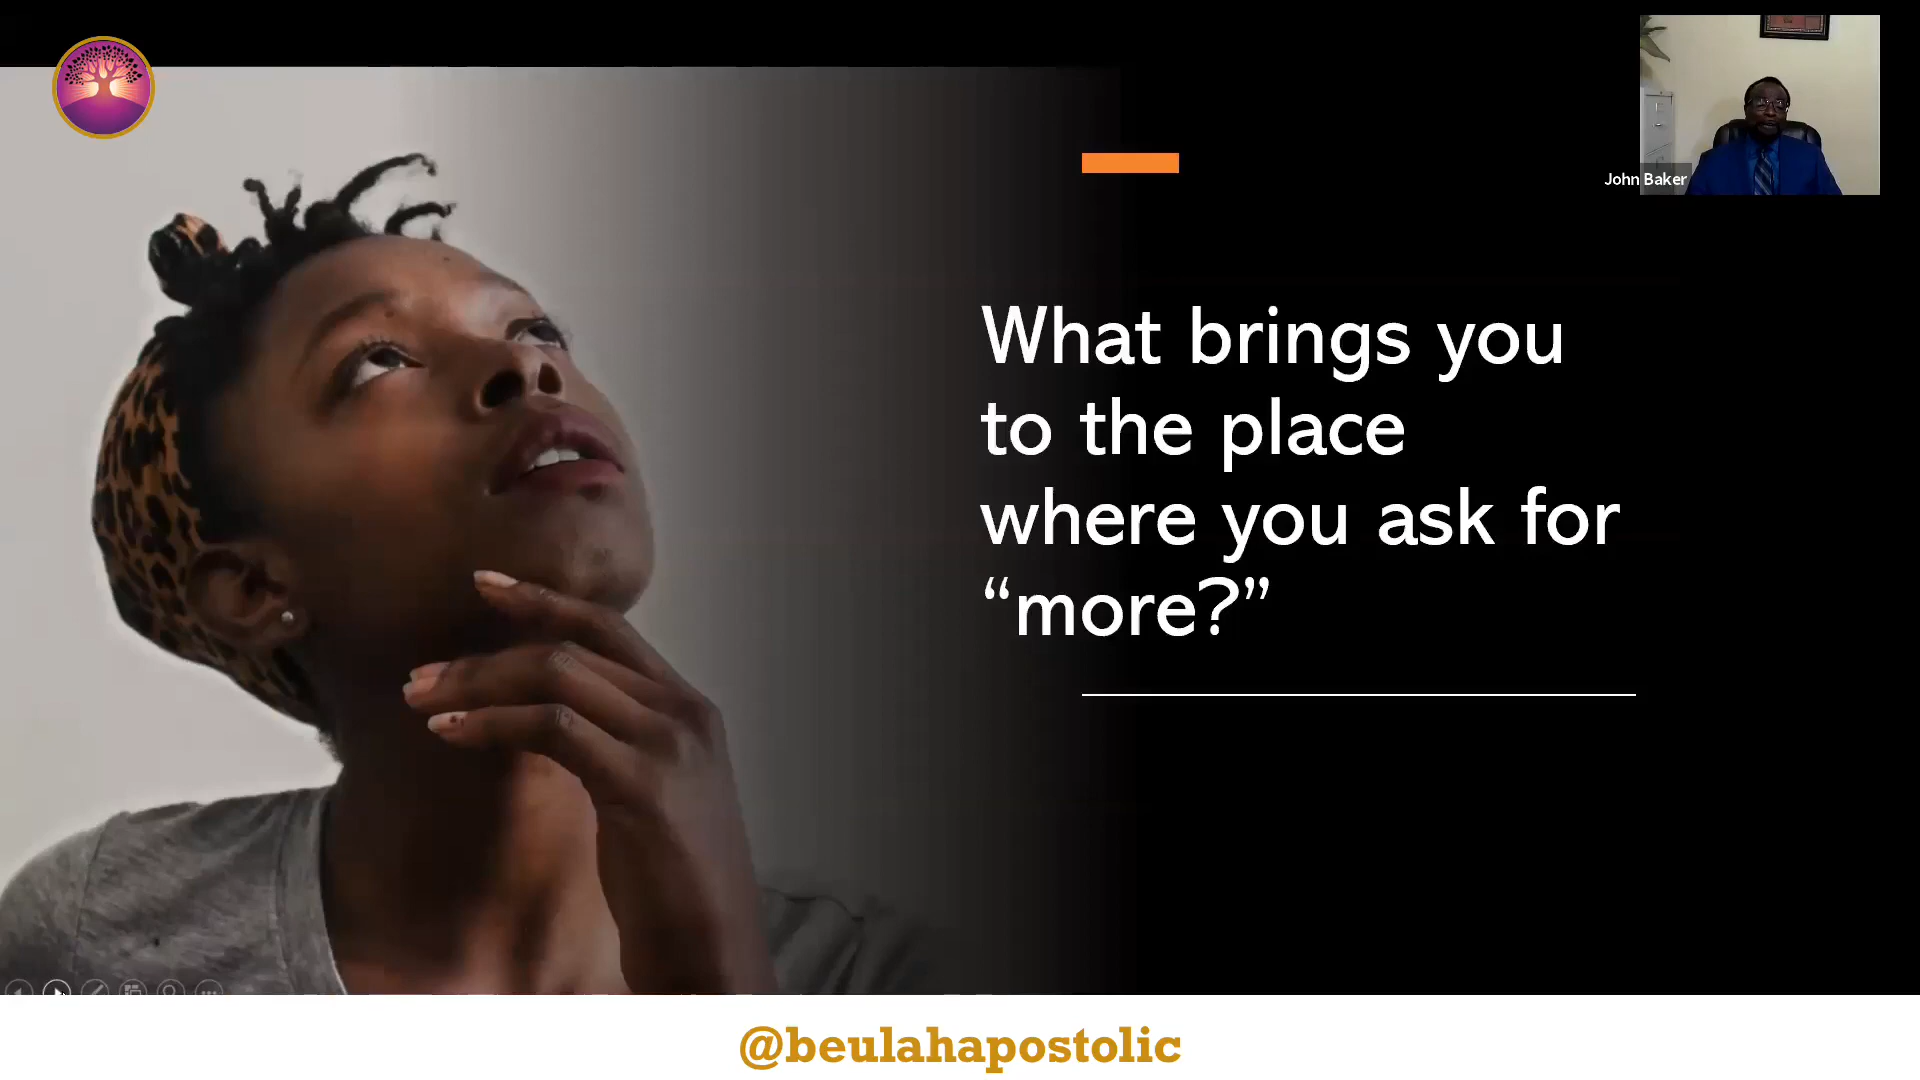 John Baker
What brings you
to the place
where you ask for
“more?”
@beulahapostolic